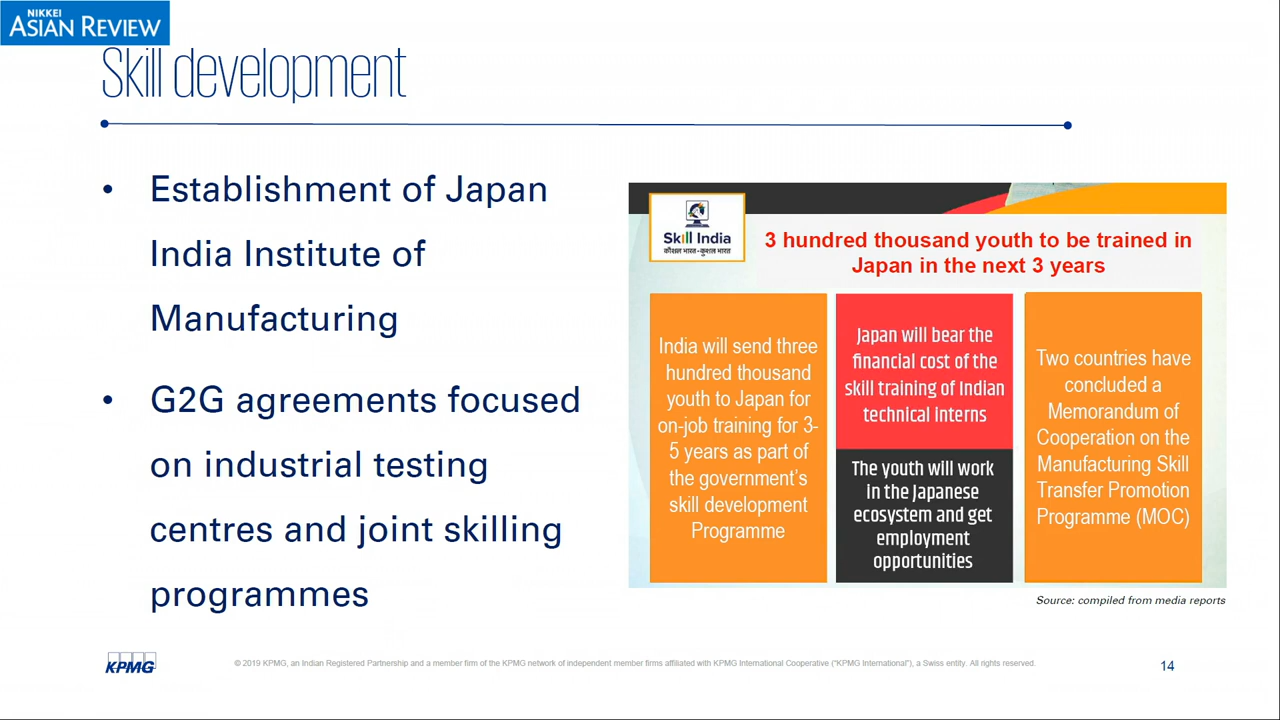 NIKKEI
ASIAN REVIEW
Skill development
• Establishment of Japan
India Institute of
Manufacturing
• G2G agreements focused
on industrial testing
centres and joint skilling
programmes
Skill India
कौशल भारत-कुशल भारत
3 hundred thousand youth to be trained in
Japan in the next 3 years
India will send three
hundred thousand
youth to Japan for
on-job training for 3-
5 years as part of
the government's
skill development
Programme
Japan will bear the
financial cost of the
skill training of Indian
technical interns
The youth will work
in the Japanese
ecosystem and get
employment
opportunities
Two countries have
concluded a
Memorandum of
Cooperation on the
Manufacturing Skill
Transfer Promotion
Programme (MOC)
Source: compiled from media reports
KPMG
© 2019 KPMG, an Indian Registered Partnership and a member firm of the KPMG network of independent member firms affiliated with KPMG International Cooperative ("KPMG International"), a Swiss entity. All rights reserved.
14